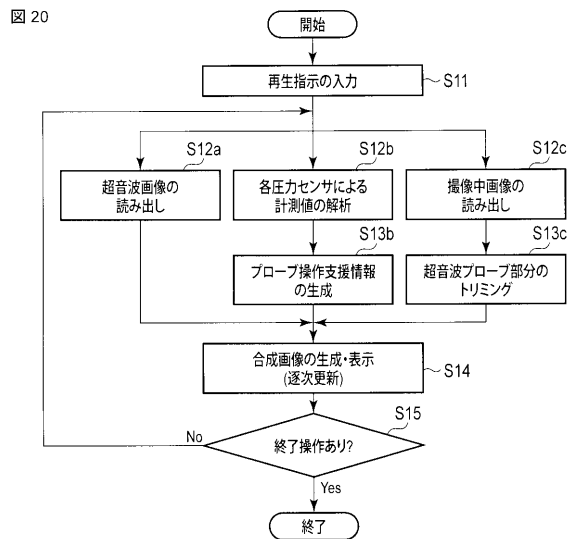 図 20
開始
再生指示の入力
S11
S12a
S12b
S12c
超音波画像の
読み出し
各圧力センサによる
計測値の解析
撮像中画像の
読み出し
S13b
S13c
プローブ操作支援情報
の生成
超音波プローブ部分の
トリミング
合成画像の生成・表示
(逐次更新)
S14
S15
No
終了操作あり?
Yes
終了